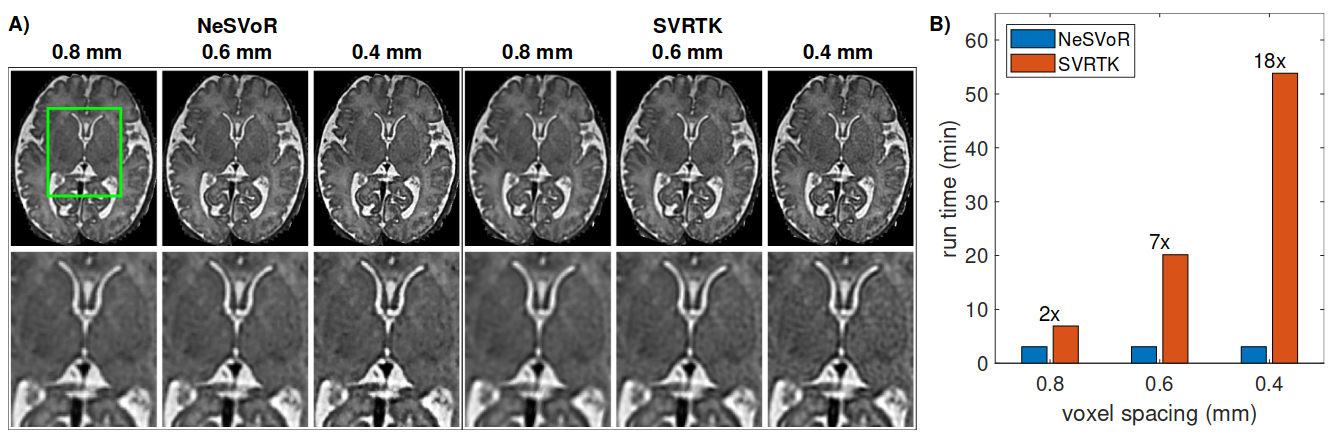 A)
NeSVoR
SVRTK
0.8 mm
0.6 mm
0.4 mm
0.8 mm
0.6 mm
0.4 mm
B)
NeSVoR
SVRTK
60
50
40
30
20
10
0
run time (min)
2x
7x
18x
0.8
0.6
0.4
voxel spacing (mm)